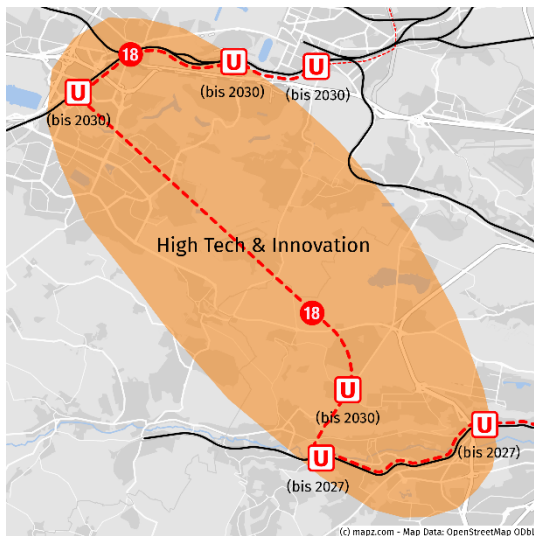 18
U
(bis 2030)
U
(bis 2030)
U
(bis 2030)
High Tech & Innovation
18
U
(bis 2030)
U
(bis 2027)
U
(bis 2027)
(c) mapz.com - Map Data: OpenStreetMap ODbL